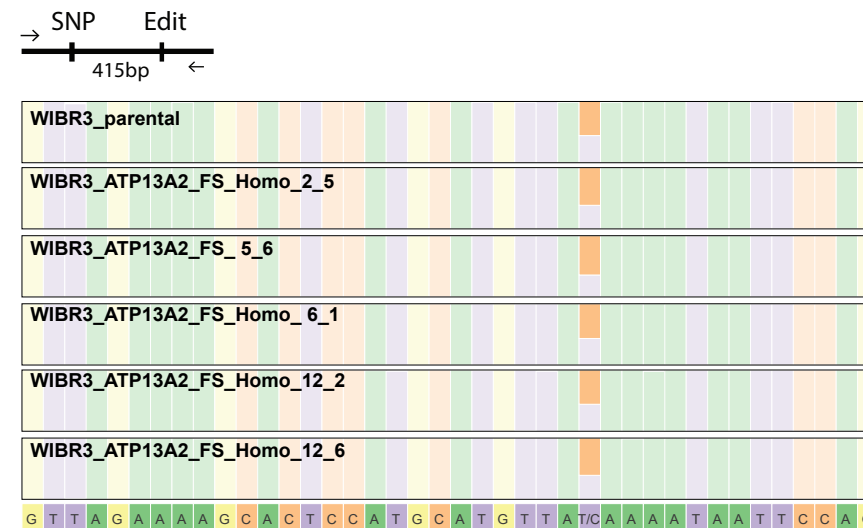 SNP Edit
415bp
WIBR3_parental
WIBR3_ATP13A2_FS_Homo_2_5
WIBR3_ATP13A2_FS_ 5_6
WIBR3_ATP13A2_FS_Homo_ 6_1
WIBR3_ATP13A2_FS_Homo_12_2
WIBR3_ATP13A2_FS_Homo_12_6
G T T A G A A A A G C A C T C C A T G C A T G T T A T/C A A A A T A A T T C C A